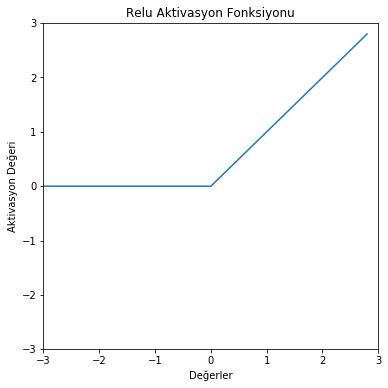 Relu Aktivasyon Fonksiyonu
3
2
1
0
−1
−2
−3
Aktivasyon Değeri
−3 −2 −1 0 1 2 3
Değerler